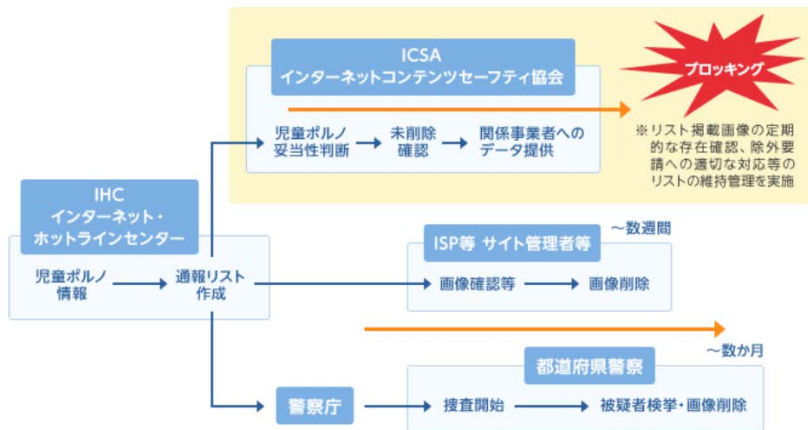 ICSA
インターネットコンテンツセーフティ協会
ブロッキング
児童ポルノ
妥当性判断
未削除
確認
関係事業者への
データ提供
※リスト掲載画像の定期
的な存在確認、除外要
請への適切な対応等の
リストの維持管理を実施
IHC
インターネット・
ホットラインセンター
児童ポルノ
情報
通報リスト
作成
ISP等 サイト管理者等
～数週間
画像確認等
画像削除
～数か月
都道府県警察
警察庁
捜査開始
被疑者検挙・画像削除